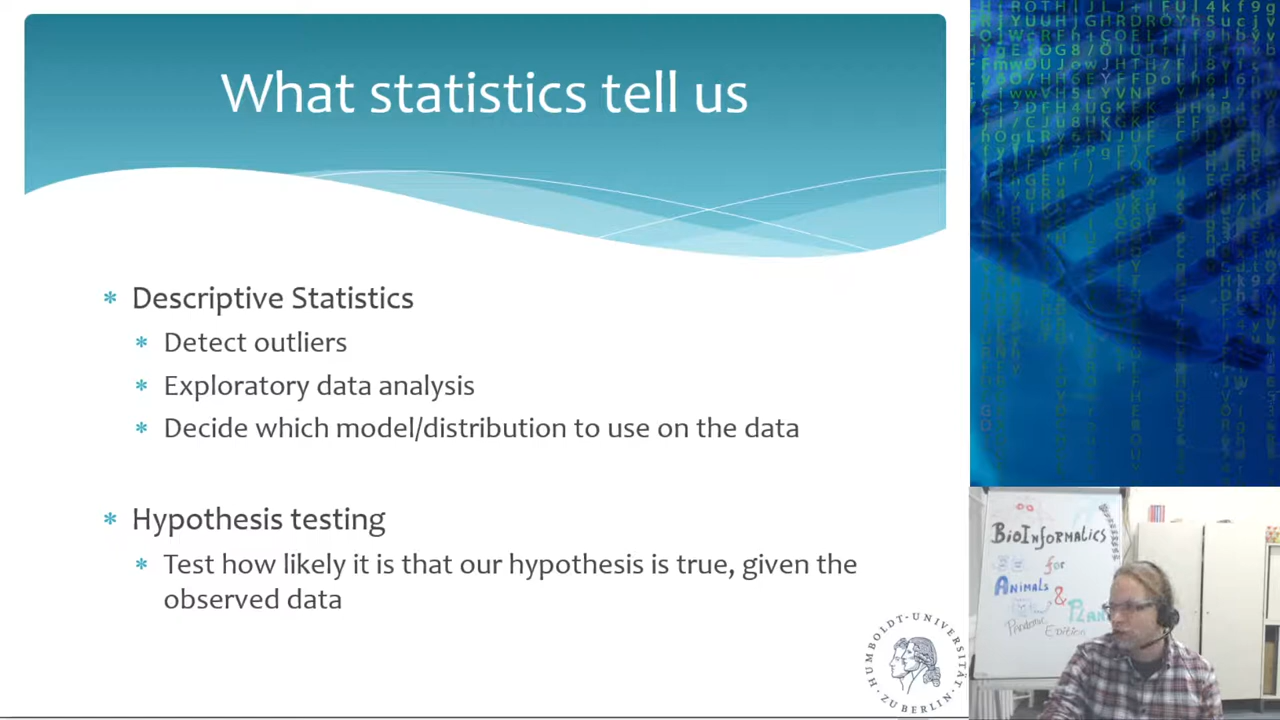 What statistics tell us
* Descriptive Statistics
* Detect outliers
* Exploratory data analysis
* Decide which model/distribution to use on the data
* Hypothesis testing
* Test how likely it is that our hypothesis is true, given the
observed data
HUMBOLDT-UNIVERSITÄT
ZU BERLIN
BioInformatics
for
Animals
&
Pandemic
Edition